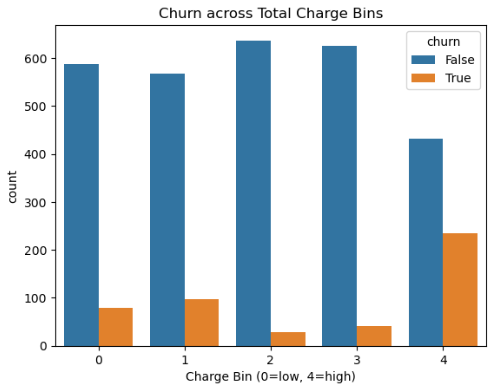 Churn across Total Charge Bins
churn
False
True
count
600
500
400
300
200
100
0
0 1 2 3 4
Charge Bin (0=low, 4=high)